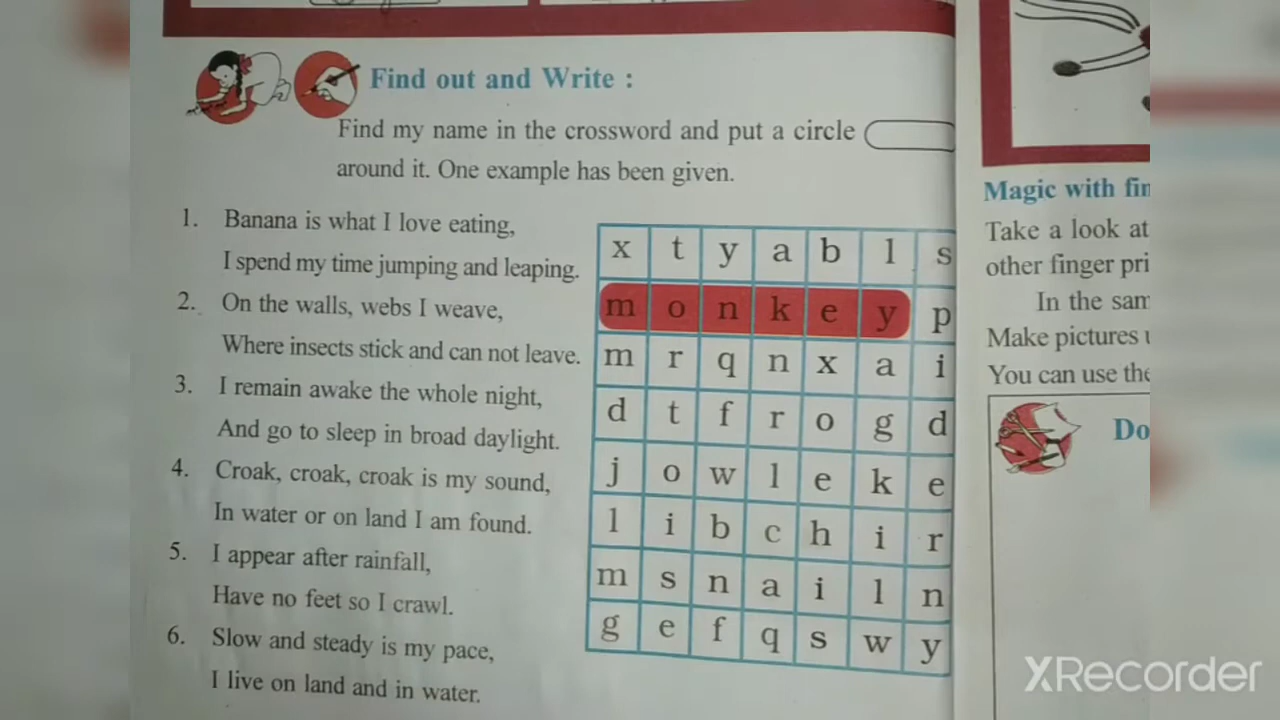 Find out and Write :
Find my name in the crossword and put a circle
around it. One example has been given.
1. Banana is what I love eating,
I spend my time jumping and leaping.
2. On the walls, webs I weave,
Where insects stick and can not leave.
3. I remain awake the whole night,
And go to sleep in broad daylight.
4. Croak, croak, croak is my sound,
In water or on land I am found.
5. I appear after rainfall,
Have no feet so I crawl.
6. Slow and steady is my pace,
I live on land and in water.
x t y a b l s
m o n k e y p
m r q n x a i
d t f r o g d
j o w l e k e
l i b c h i r
m s n a i l n
g e f q s w y
Magic with fin
Take a look at
other finger pri
In the sam
Make pictures u
You can use the
Do
XRecorder